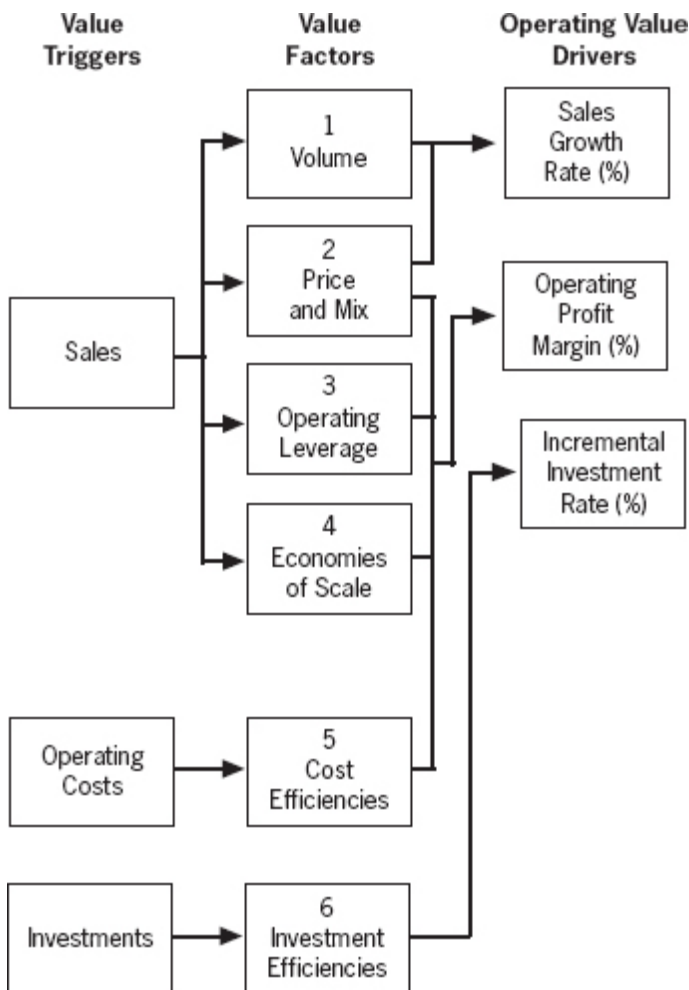 Value
Triggers
Value
Factors
Operating Value
Drivers
1
Volume
2
Price
and Mix
3
Operating
Leverage
4
Economies
of Scale
5
Cost
Efficiencies
6
Investment
Efficiencies
Sales
Operating
Costs
Investments
Sales
Growth
Rate (%)
Operating
Profit
Margin (%)
Incremental
Investment
Rate (%)